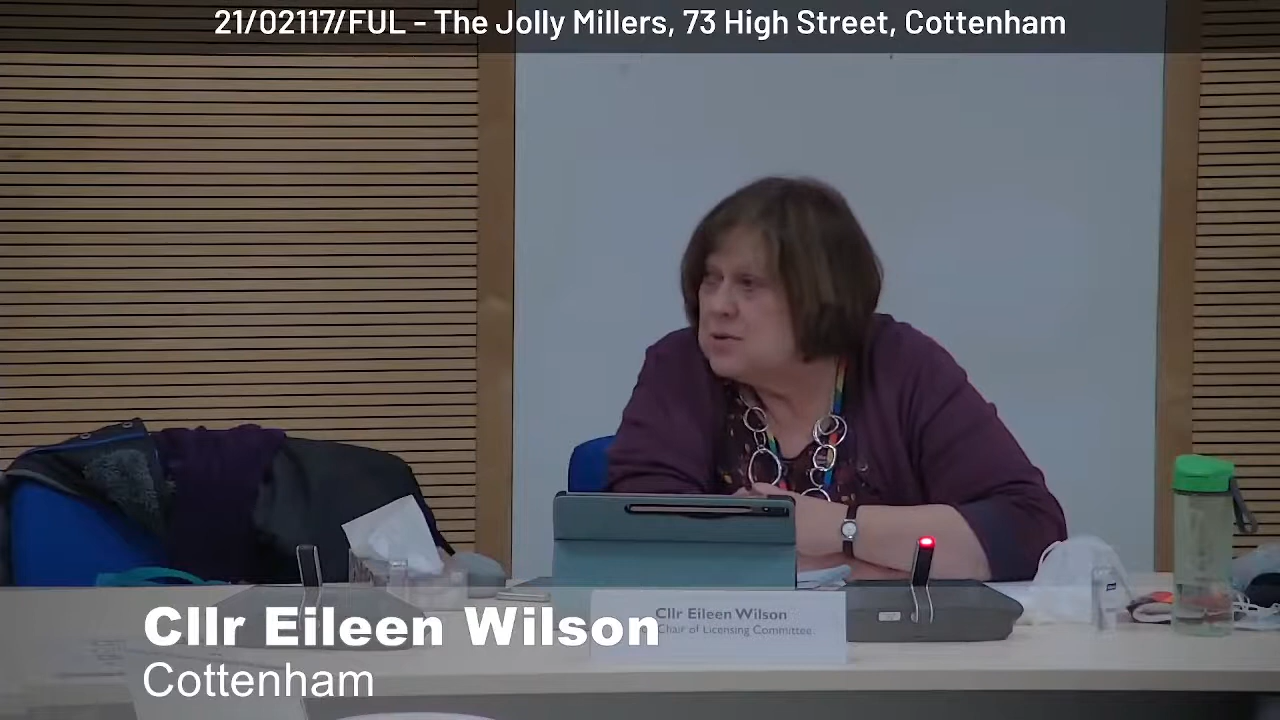 21/02117/FUL - The Jolly Millers, 73 High Street, Cottenham
Cllr Eileen Wilson
Chair of Licensing Committee
Cllr Eileen Wilson
Cottenham